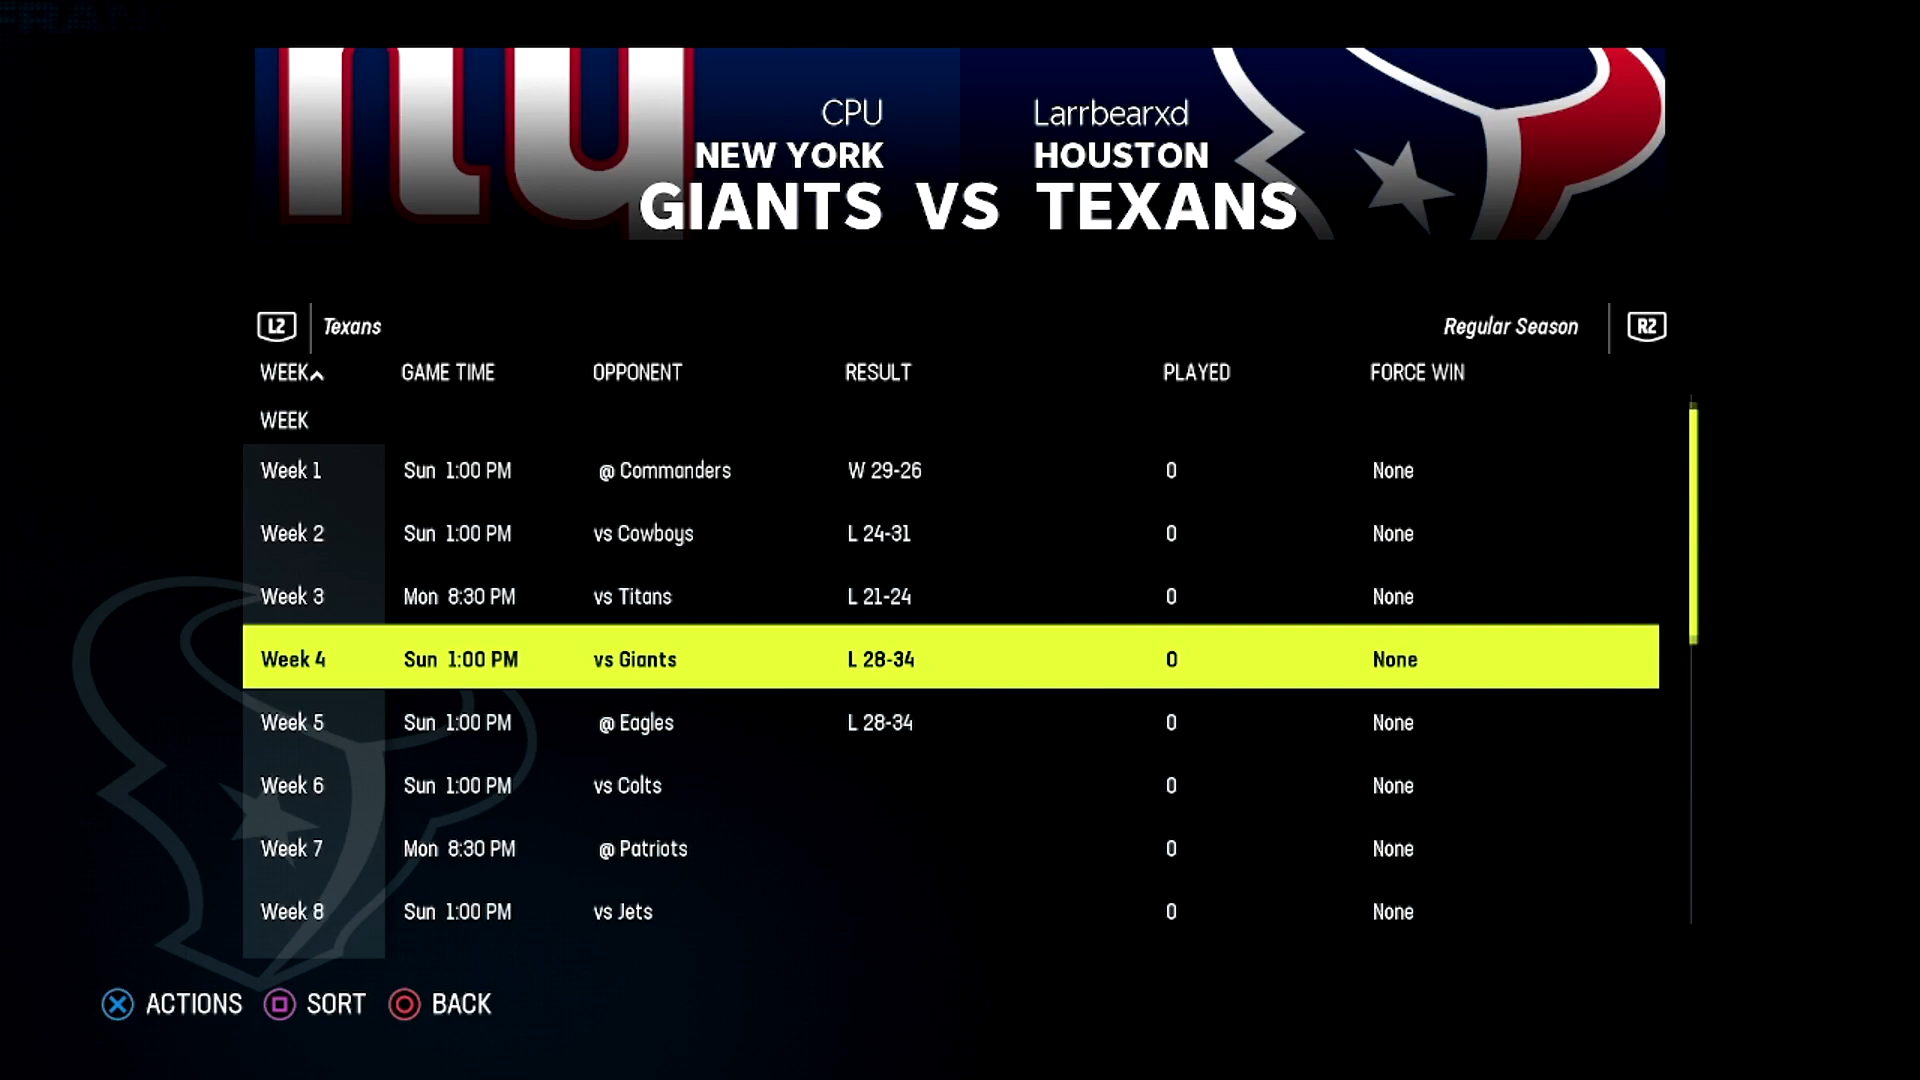 CPU
NEW YORK
GIANTS
VS
Larrbearxd
HOUSTON
TEXANS
L2 Texans Regular Season R2
WEEK GAME TIME OPPONENT RESULT PLAYED FORCE WIN
WEEK
Week 1 Sun 1:00 PM @ Commanders W 29-26 0 None
Week 2 Sun 1:00 PM vs Cowboys L 24-31 0 None
Week 3 Mon 8:30 PM vs Titans L 21-24 0 None
Week 4 Sun 1:00 PM vs Giants L 28-34 0 None
Week 5 Sun 1:00 PM @ Eagles L 28-34 0 None
Week 6 Sun 1:00 PM vs Colts 0 None
Week 7 Mon 8:30 PM @ Patriots 0 None
Week 8 Sun 1:00 PM vs Jets 0 None
ACTIONS SORT BACK